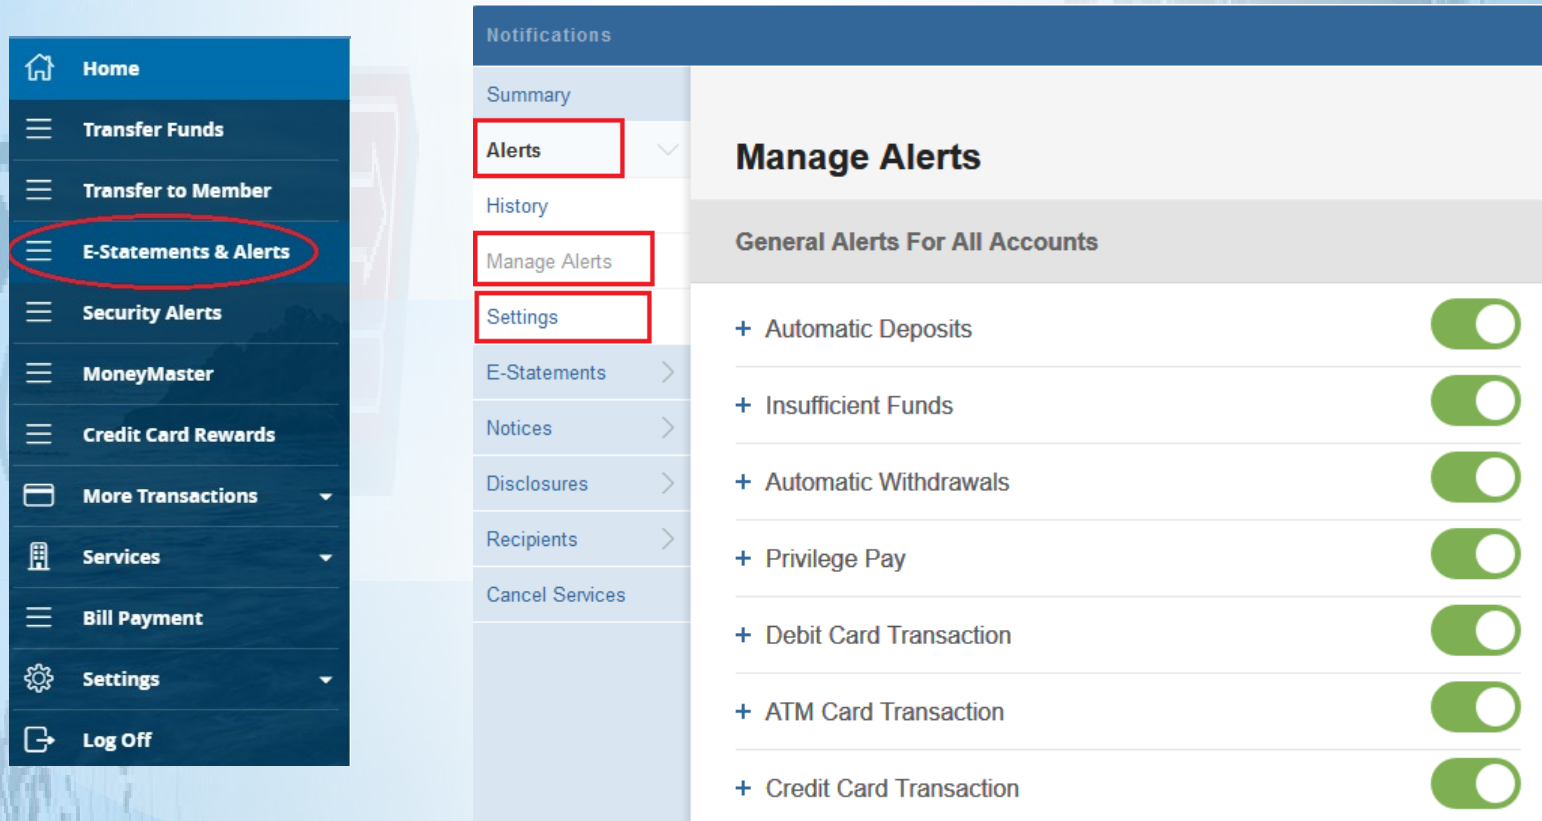 Home
Transfer Funds
Transfer to Member
E-Statements & Alerts
Security Alerts
MoneyMaster
Credit Card Rewards
More Transactions
Services
Bill Payment
Settings
Log Off
Notifications
Summary
Alerts
History
Manage Alerts
Settings
E-Statements
Notices
Disclosures
Recipients
Cancel Services
Manage Alerts
General Alerts For All Accounts
+ Automatic Deposits
+ Insufficient Funds
+ Automatic Withdrawals
+ Privilege Pay
+ Debit Card Transaction
+ ATM Card Transaction
+ Credit Card Transaction